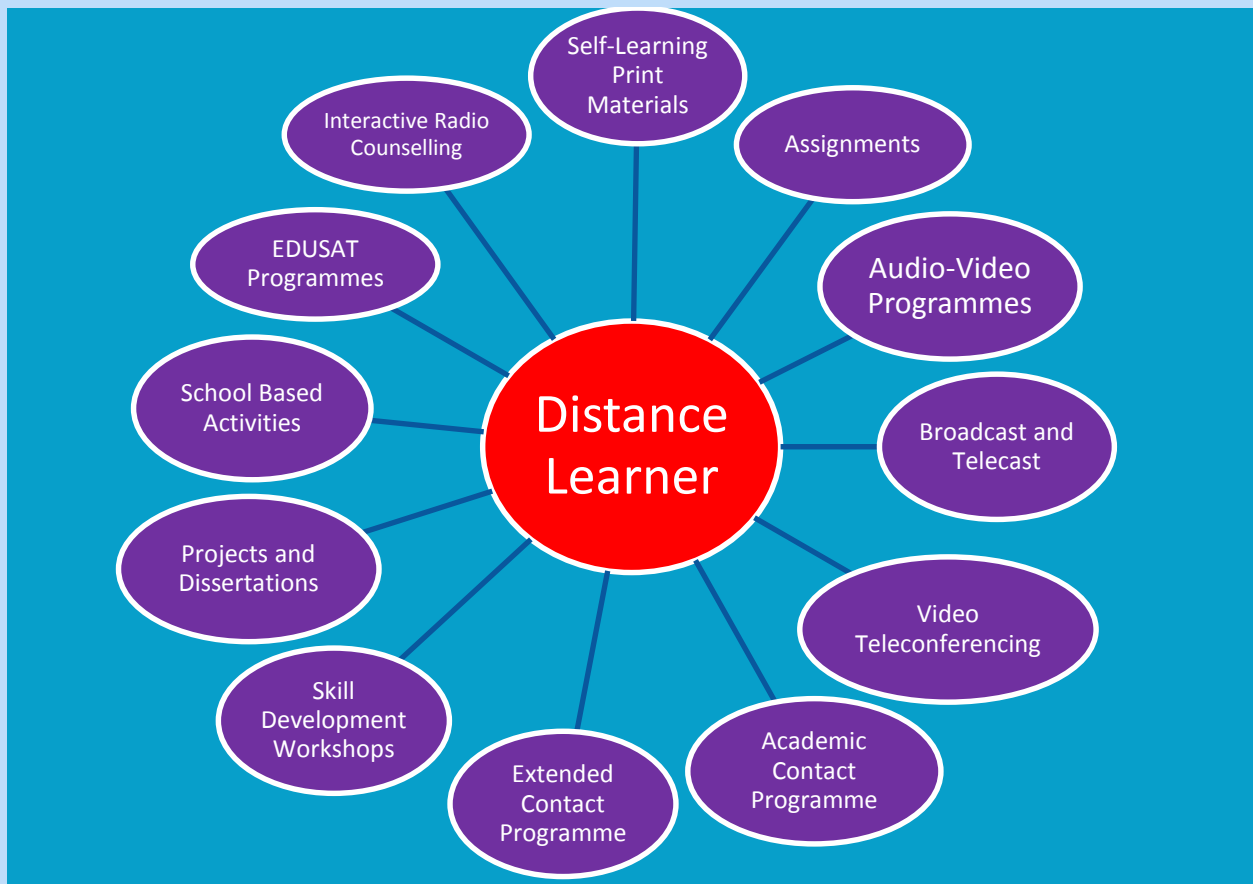 Self-Learning
Print
Materials
Interactive Radio
Counselling
Assignments
EDUSAT
Programmes
Audio-Video
Programmes
School Based
Activities
Distance
Learner
Broadcast and
Telecast
Projects and
Dissertations
Video
Teleconferencing
Skill
Development
Workshops
Extended
Contact
Programme
Academic
Contact
Programme